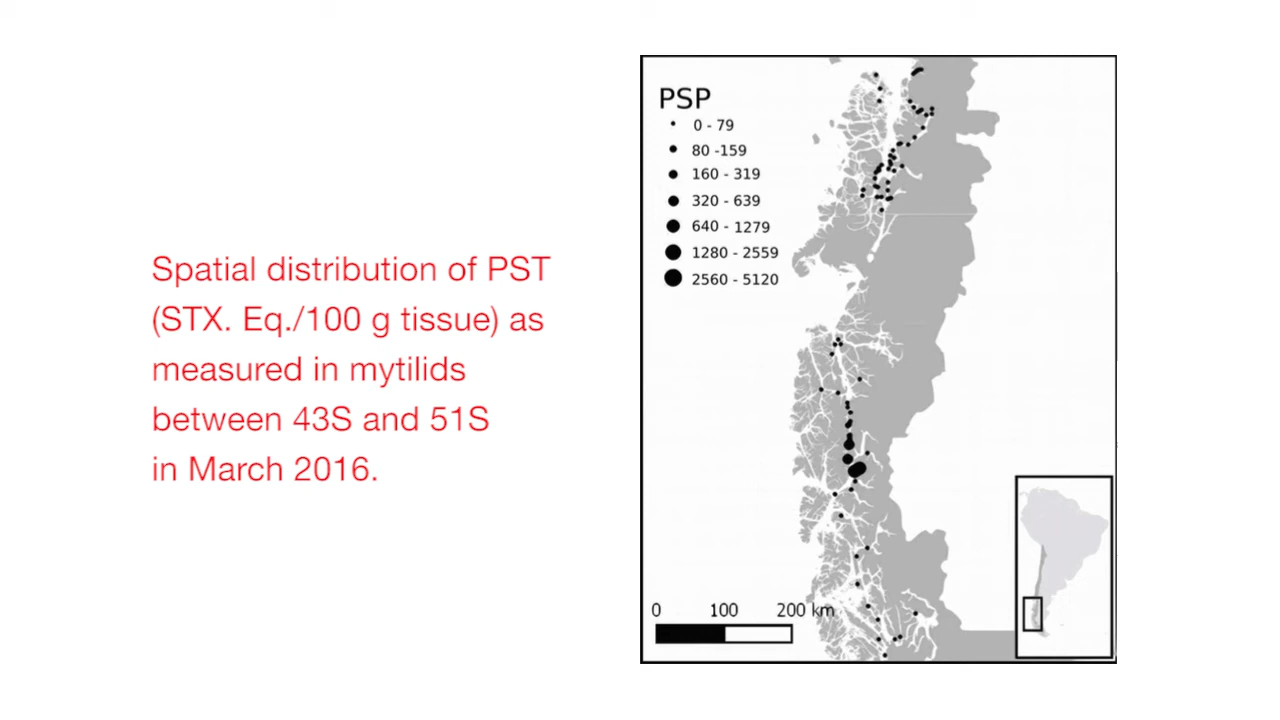 Spatial distribution of PST
(STX. Eq./100 g tissue) as
measured in mytilids
between 43S and 51S
in March 2016.
PSP
0 - 79
80 -159
160 - 319
320 - 639
640 - 1279
1280 - 2559
2560 - 5120
0 100 200 km